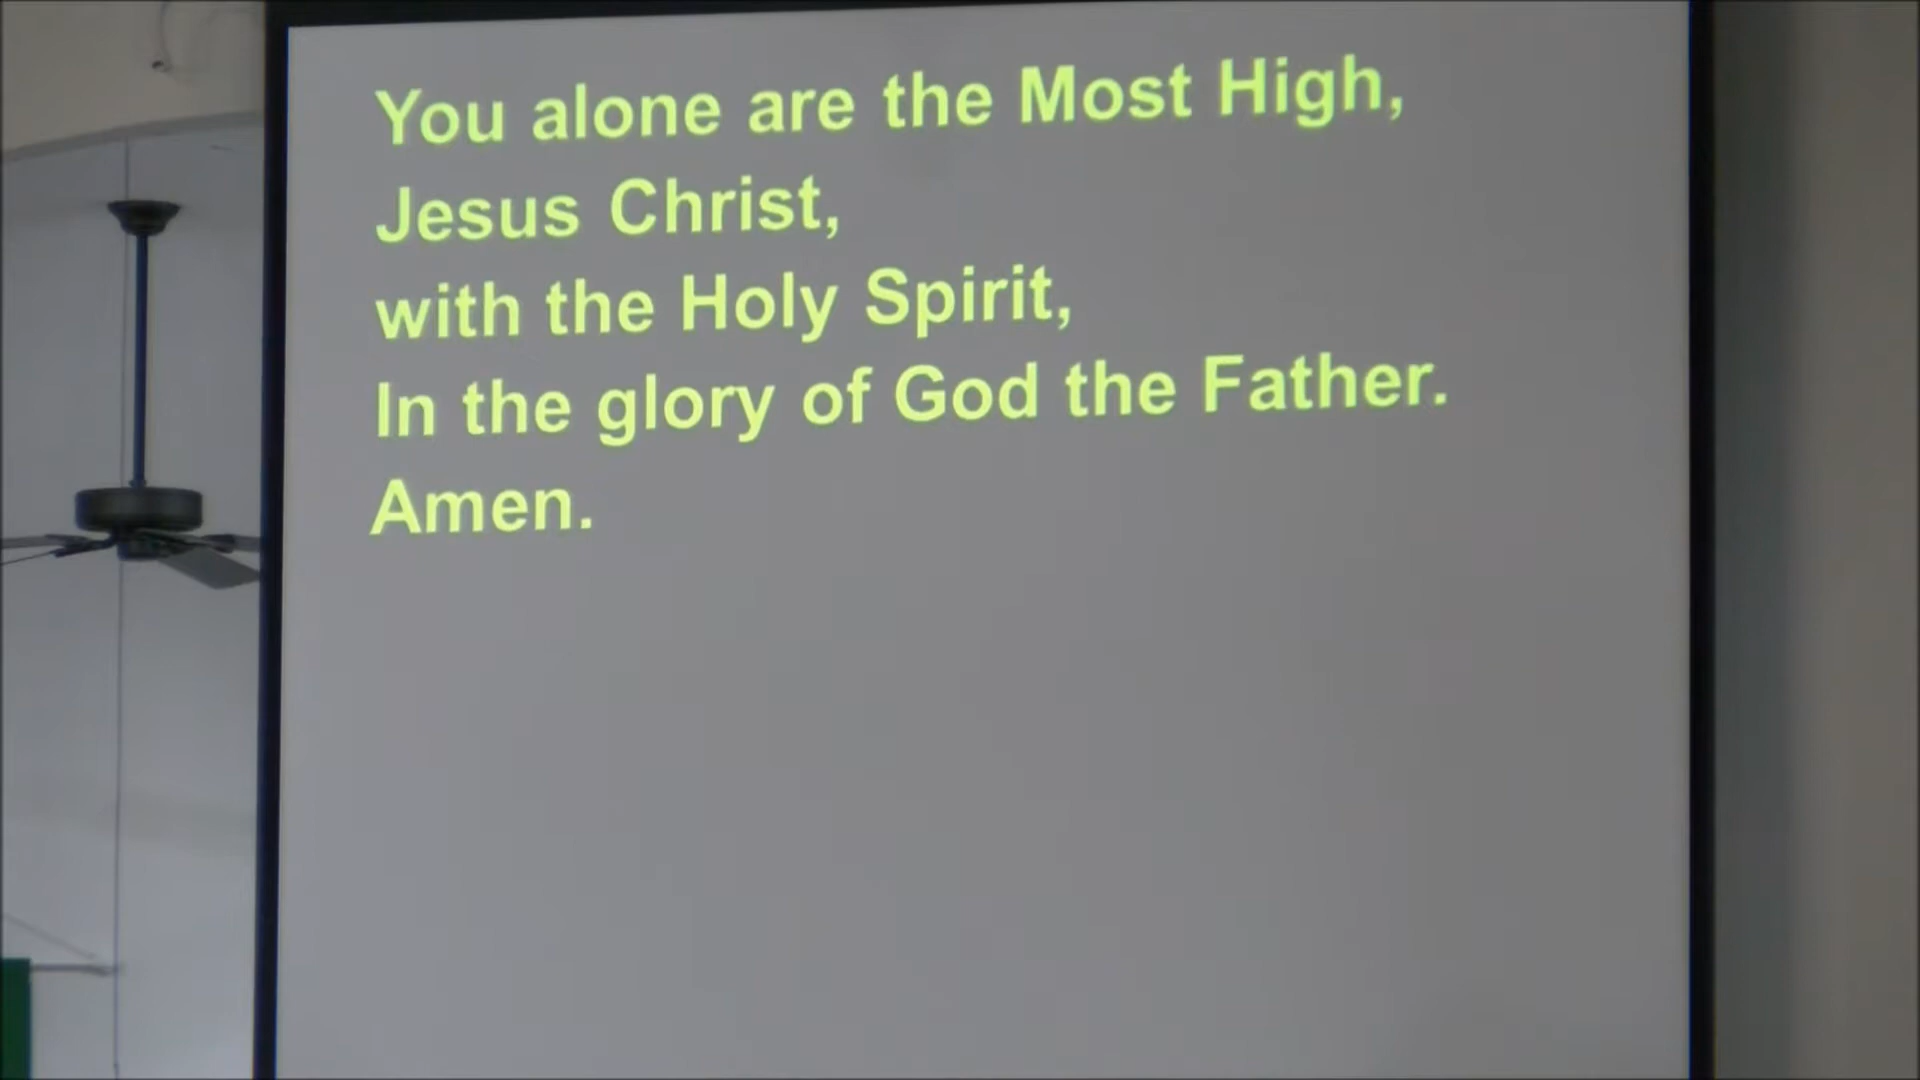 You alone are the Most High,
Jesus Christ,
with the Holy Spirit,
In the glory of God the Father.
Amen.